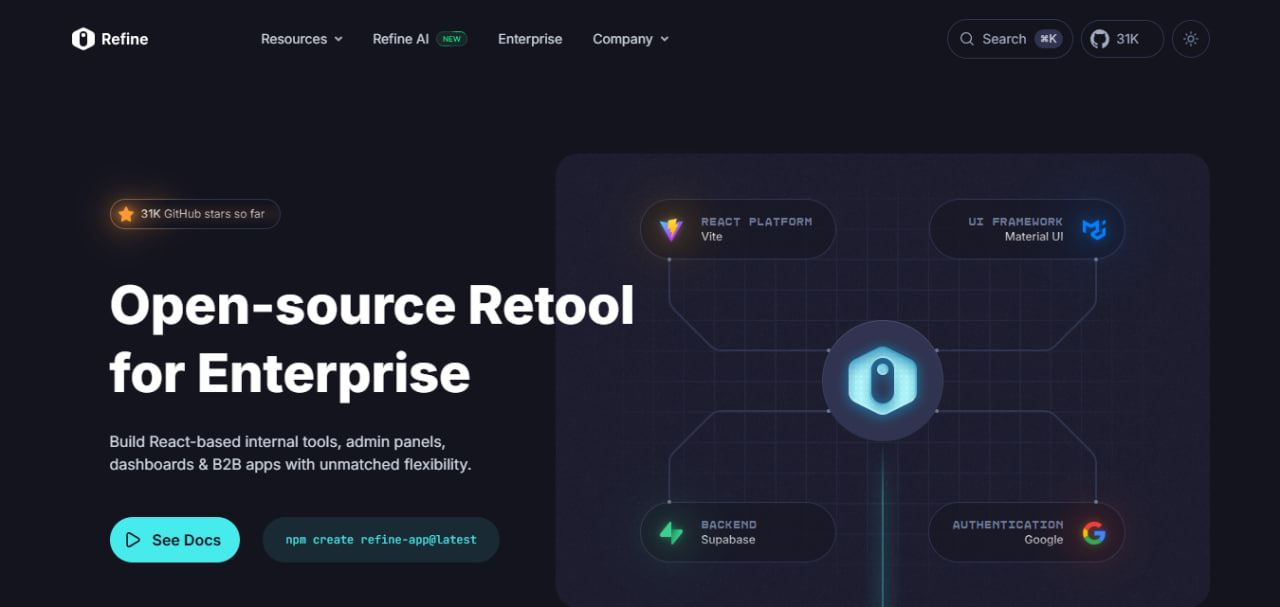 Refine
Resources
Refine AI NEW
Enterprise
Company
Search ⌘K
31K
31K GitHub stars so far
Open-source Retool
for Enterprise
Build React-based internal tools, admin panels,
dashboards & B2B apps with unmatched flexibility.
See Docs
npm create refine-app@latest
REACT PLATFORM
Vite
UI FRAMEWORK
Material UI
BACKEND
Supabase
AUTHENTICATION
Google